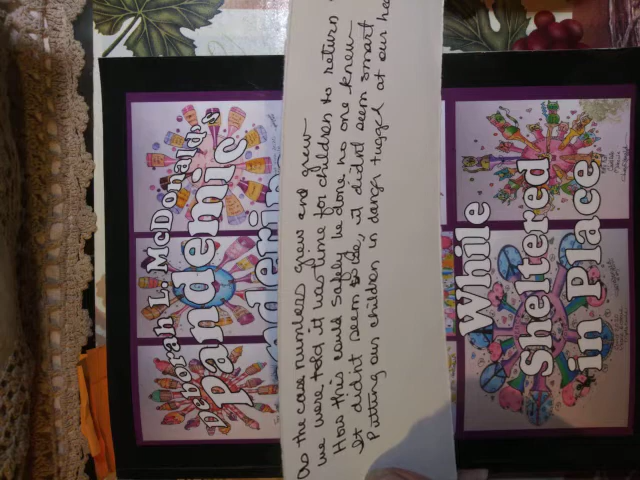 Deborah L. McDonald's
Pandemic
As the case numbers grew and grew
we were told it was time for children to return
How this could safely be done no one knew
It didn't seem safe, it didn't seem smart
Putting our children in danger tugged at our
While
Sheltered
in Place